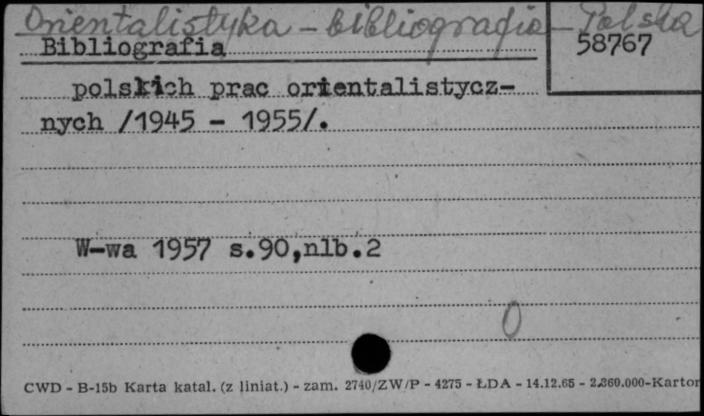 Orientalistyka - bibliografia - Polska
Bibliografia
58767
polskich prac orientalistycz-
nych /1945 - 1955/.
W-wa 1957 s.90,nlb.2
0
CWD - B-15b Karta katal. (z liniat.) - zam. 2740/ZW/P - 4275 - ŁDA - 14.12.65 - 2.360.000-Karton